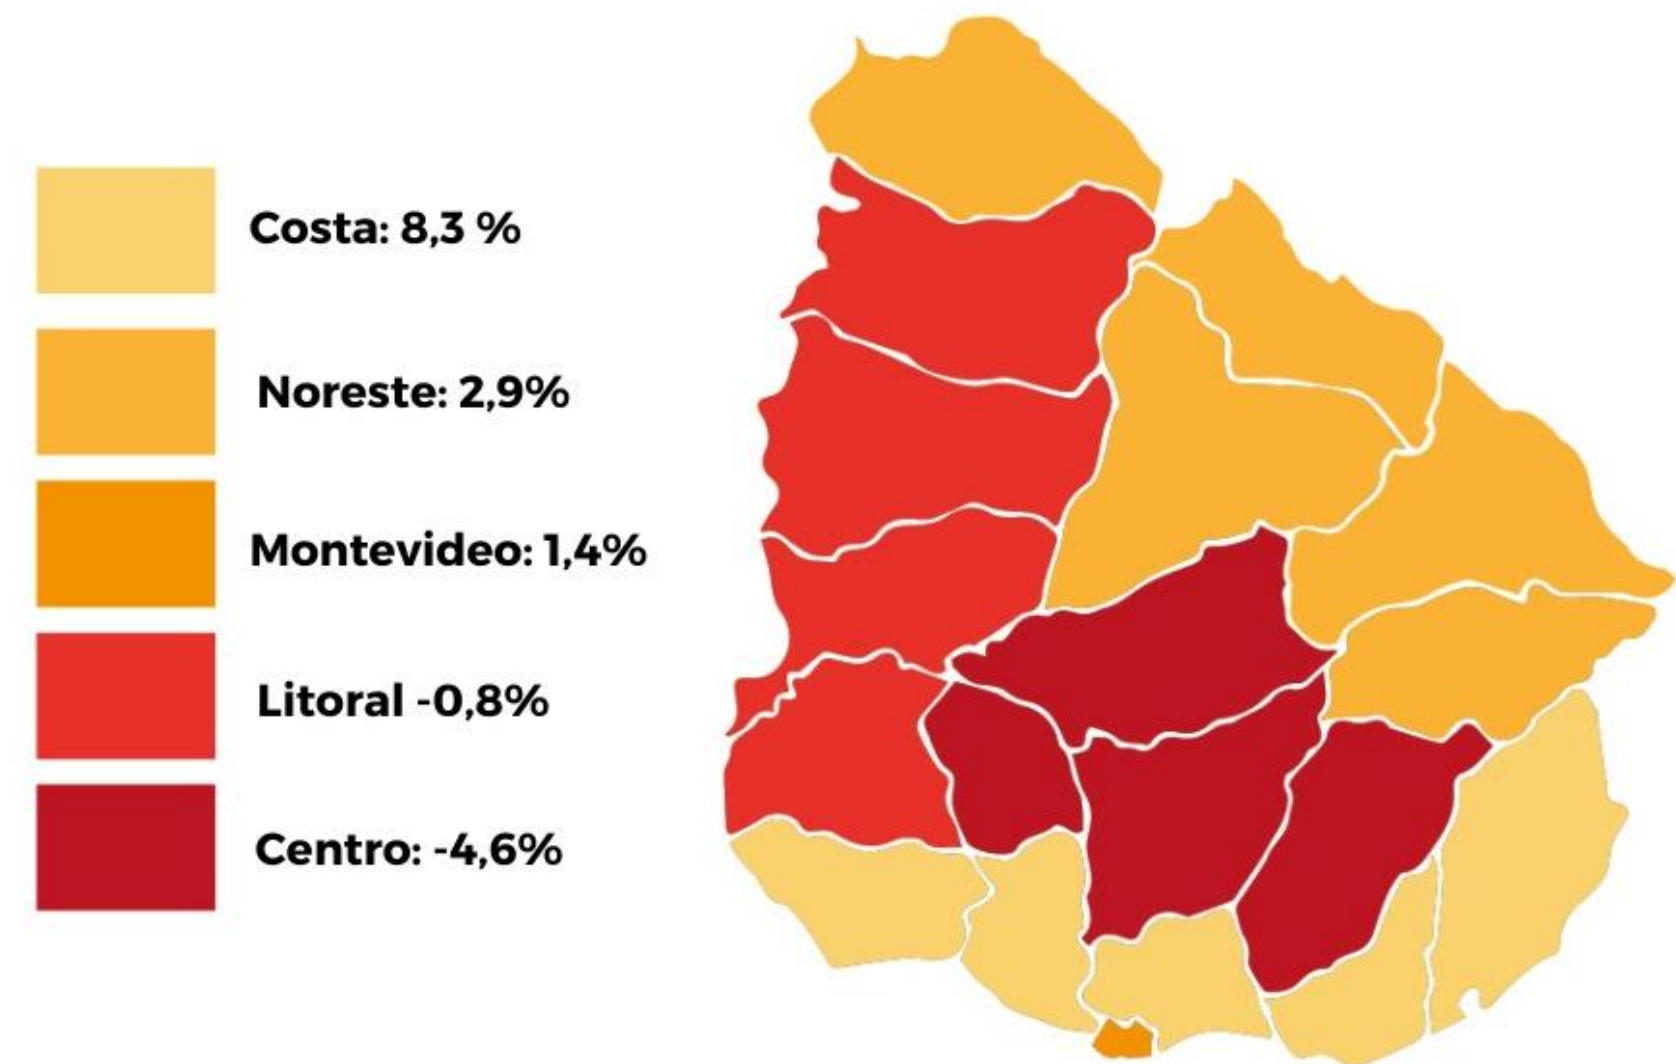 Costa: 8,3 %
Noreste: 2,9%
Montevideo: 1,4%
Litoral -0,8%
Centro: -4,6%